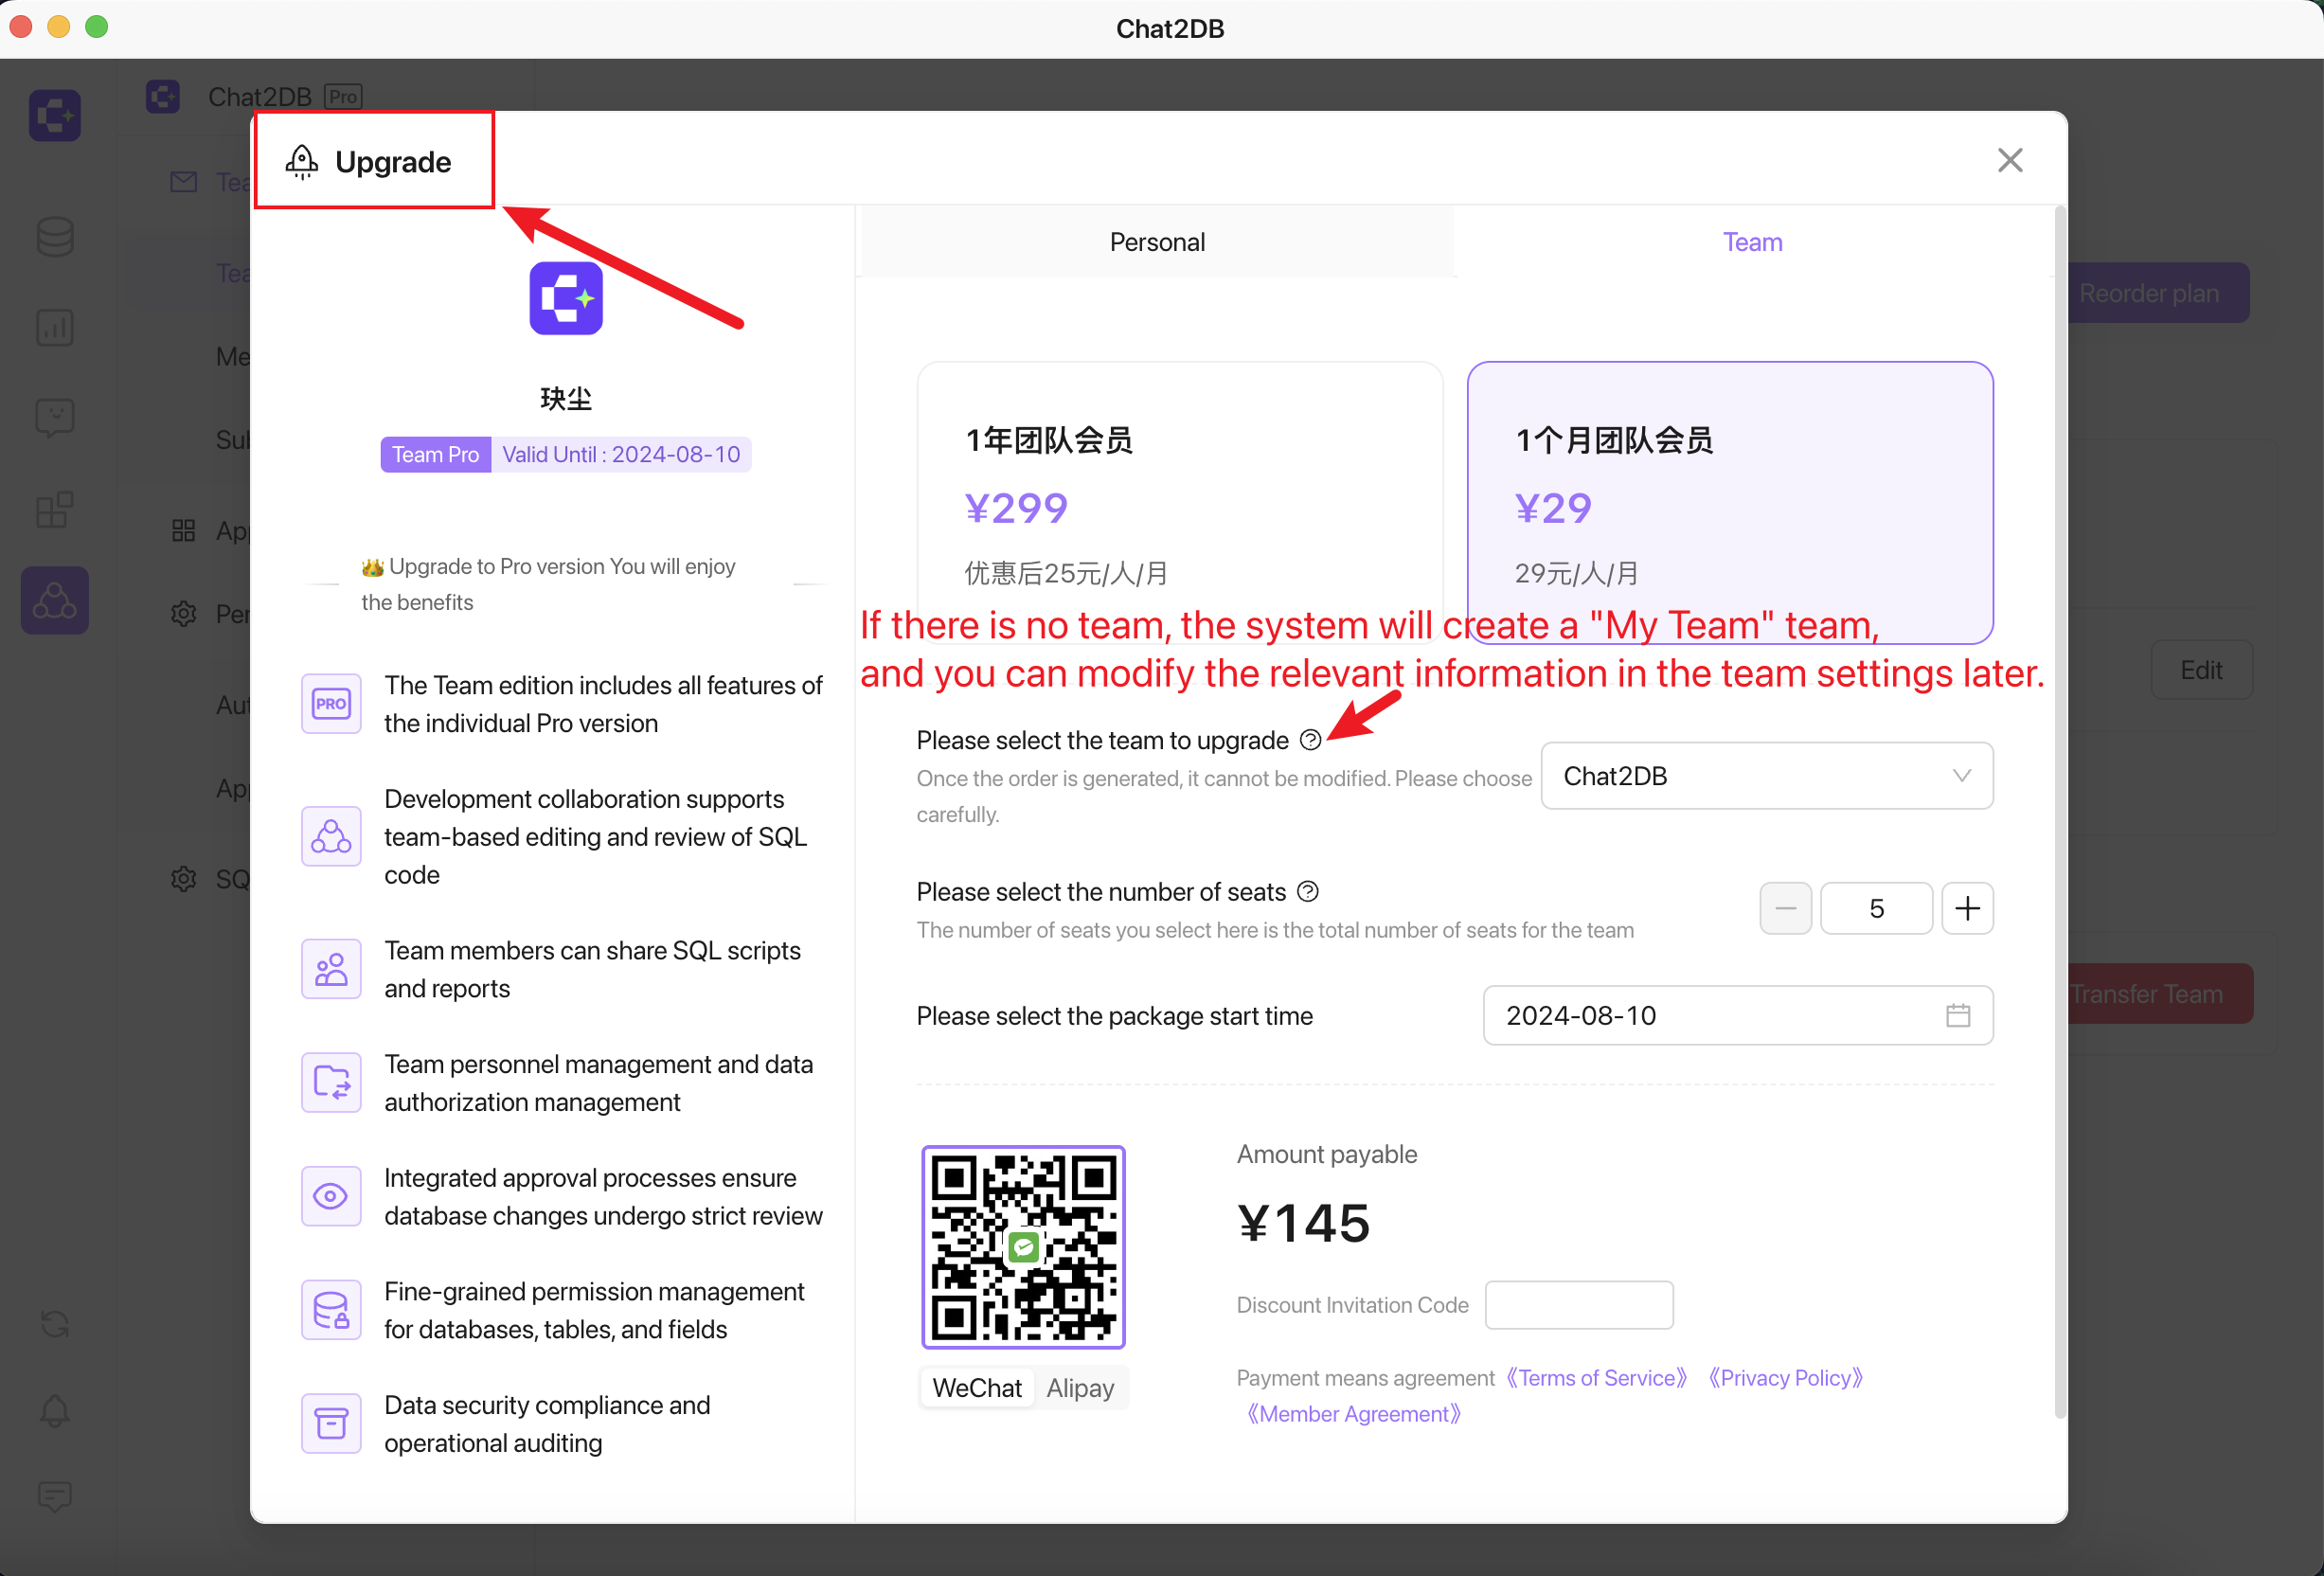 Chat2DB
Chat2DB Pro
Upgrade
Personal
Team
Reorder plan
玦尘
Team Pro Valid Until : 2024-08-10
👑 Upgrade to Pro version You will enjoy
the benefits
The Team edition includes all features of
the individual Pro version
Development collaboration supports
team-based editing and review of SQL
code
Team members can share SQL scripts
and reports
Team personnel management and data
authorization management
Integrated approval processes ensure
database changes undergo strict review
Fine-grained permission management
for databases, tables, and fields
Data security compliance and
operational auditing
1年团队会员
¥299
优惠后25元/人/月
1个月团队会员
¥29
29元/人/月
If there is no team, the system will create a "My Team" team,
and you can modify the relevant information in the team settings later.
Please select the team to upgrade
Once the order is generated, it cannot be modified. Please choose
carefully.
Chat2DB
Please select the number of seats
The number of seats you select here is the total number of seats for the team
5
Please select the package start time
2024-08-10
Amount payable
¥145
Discount Invitation Code
Payment means agreement 《Terms of Service》 《Privacy Policy》
《Member Agreement》
WeChat Alipay
PRO
Edit
Transfer Team